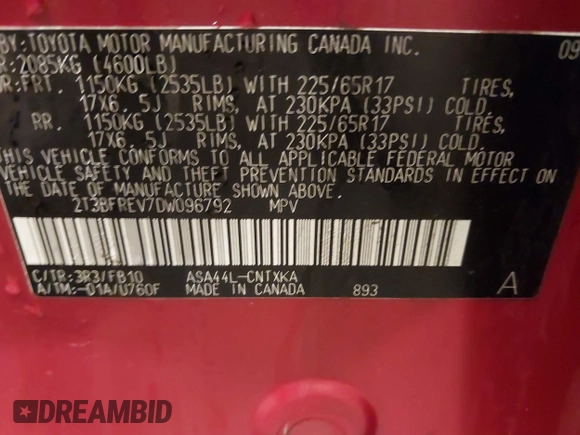 BY: TOYOTA MOTOR MANUFACTURING CANADA INC. 09
R: 2085KG (4600LB)
R: FRT. 1150KG (2535LB) WITH 225/65R17 TIRES,
17X6.5J RIMS, AT 230KPA (33PSI) COLD.
RR. 1150KG (2535LB) WITH 225/65R17 TIRES,
17X6.5J RIMS, AT 230KPA (33PSI) COLD.
THIS VEHICLE CONFORMS TO ALL APPLICABLE FEDERAL MOTOR
VEHICLE SAFETY AND THEFT PREVENTION STANDARDS IN EFFECT
N THE DATE OF MANUFACTURE SHOWN ABOVE.
2T3BFREV7DW096792 MPV
C/TR: 3R3/FB10 ASA44L-CNTXKA
A/TM: -01A/U760F MADE IN CANADA 893 A
DREAMBID